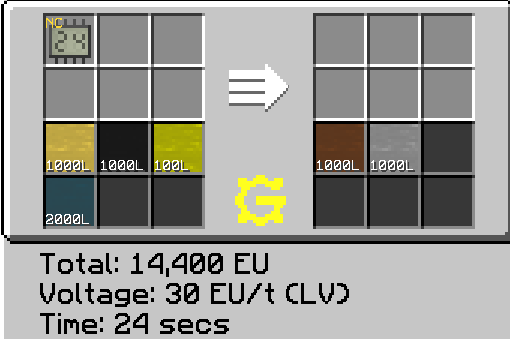 NC
24
1000L 1000L 100L 1000L 1000L
2000L
G
Total: 14,400 EU
Voltage: 30 EU/t (LV)
Time: 24 secs